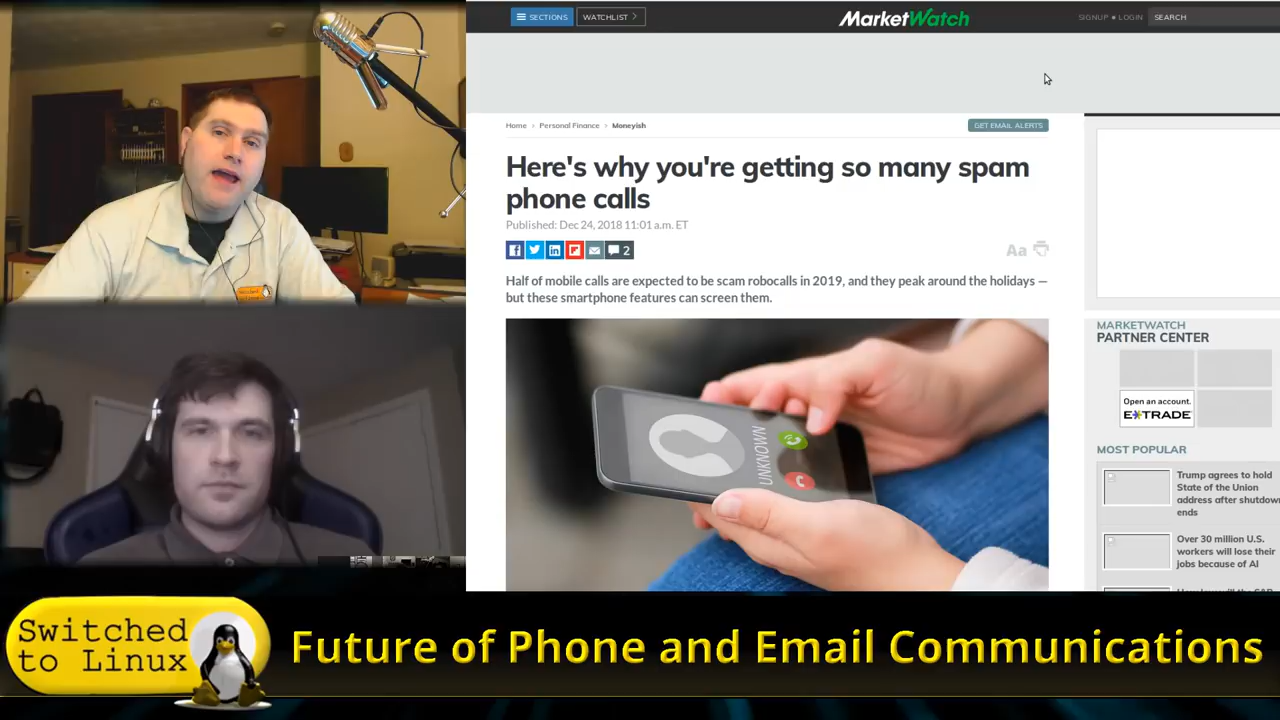 SECTIONS
WATCHLIST
MarketWatch
SIGNUP • LOGIN
SEARCH
Home › Personal Finance › Moneyish
GET EMAIL ALERTS
Here's why you're getting so many spam
phone calls
Published: Dec 24, 2018 11:01 a.m. ET
2
Aa
Half of mobile calls are expected to be scam robocalls in 2019, and they peak around the holidays —
but these smartphone features can screen them.
UNKNOWN
MARKETWATCH
PARTNER CENTER
Open an account.
E*TRADE
MOST POPULAR
Trump agrees to hold
State of the Union
address after shutdown
ends
Over 30 million U.S.
workers will lose their
jobs because of AI
Switched
to Linux
Future of Phone and Email Communications